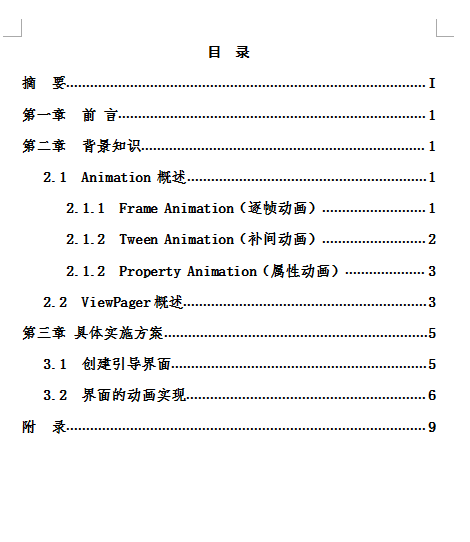 目 录
摘 要........................................I
第一章 前 言........................................1
第二章 背景知识........................................1
2.1 Animation 概述........................................1
2.1.1 Frame Animation（逐帧动画）........................................1
2.1.2 Tween Animation（补间动画）........................................2
2.1.2 Property Animation（属性动画）........................................3
2.2 ViewPager概述........................................3
第三章 具体实施方案........................................5
3.1 创建引导界面........................................5
3.2 界面的动画实现........................................6
附 录........................................9